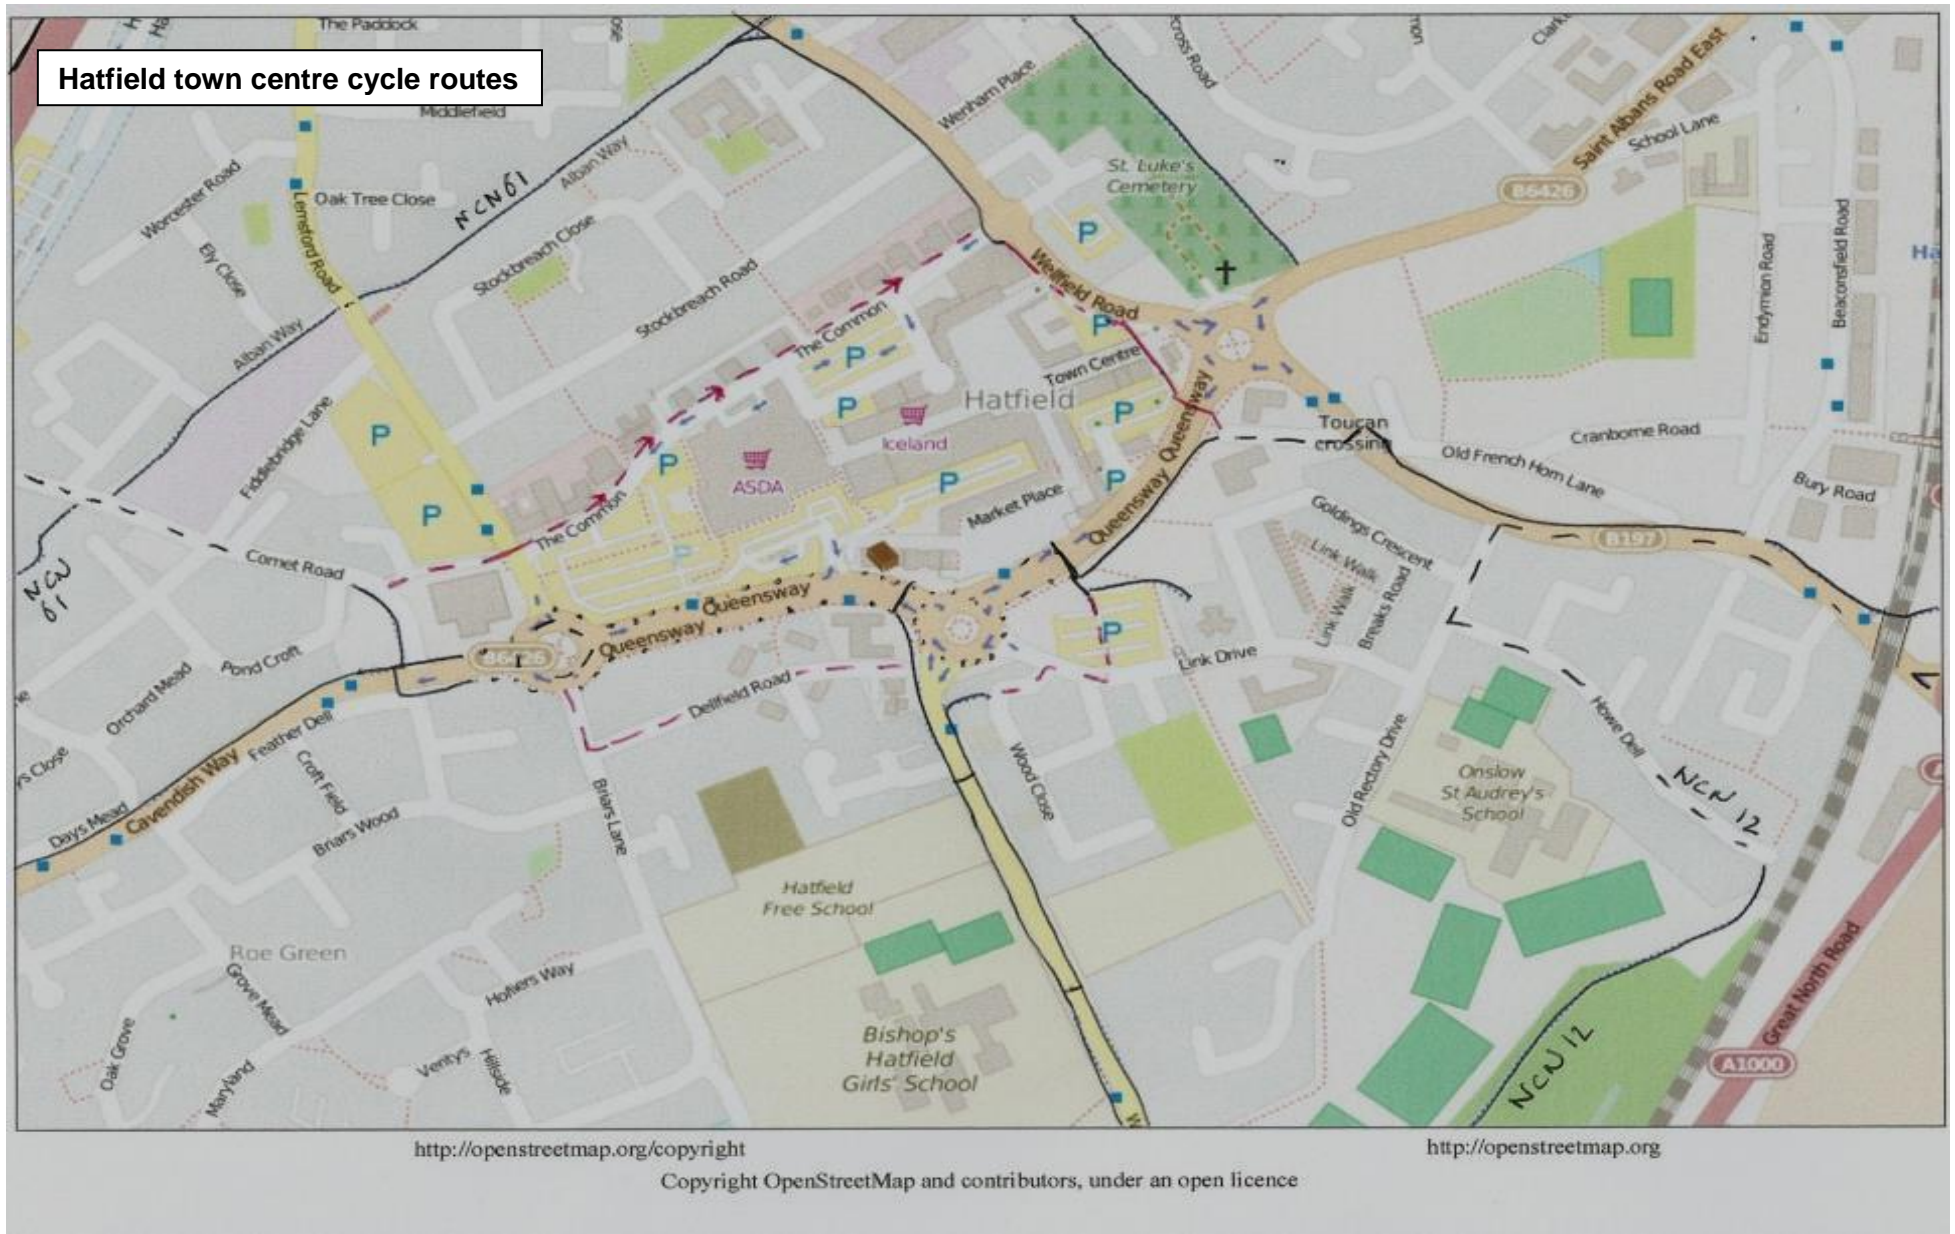 Hatfield town centre cycle routes
The Paddock
Middlefield
Worcester Road
Oak Tree Close
Lemsford Road
Ely Close
NCN61
Alban Way
Alban Way
Stockbreach Close
Stockbreach Road
Fiddlebridge Lane
Wenham Place
St. Luke's
Cemetery
Saint Albans Road East
School Lane
B6426
Endymion Road
Beaconsfield Road
Wellfield Road
The Common
The Common
Town Centre
Hatfield
Iceland
ASDA
Market Place
P
P
P
P
P
P
P
P
P
P
P
Queensway
Queensway
Queensway
Queensway
Toucan
crossing
Cranborne Road
Old French Horn Lane
Bury Road
Goldings Crescent
Link Walk
Link Walk
Breaks Road
B197
NCN
61
Comet Road
Pond Croft
Orchard Mead
B6426
Feather Dell
Cavendish Way
Days Mead
Croft Field
Briars Wood
Briars Lane
Dellfield Road
Link Drive
Wood Close
Old Rectory Drive
Howe Dell
NCN 12
Onslow
St Audrey's
School
Hatfield
Free School
Roe Green
Grove Mead
Hollers Way
Oak Grove
Maryland
Veritys
Hillside
Bishop's
Hatfield
Girls' School
NCN 12
Great North Road
A1000
http://openstreetmap.org/copyright
http://openstreetmap.org
Copyright OpenStreetMap and contributors, under an open licence